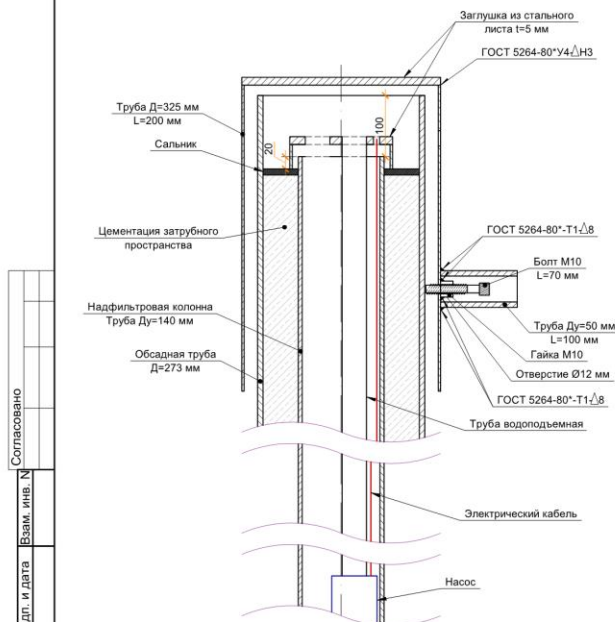 Заглушка из стального
листа t=5 мм
ГОСТ 5264-80*У4△Н3
Труба Д=325 мм
L=200 мм
Сальник
20
100
Цементация затрубного
пространства
ГОСТ 5264-80*-Т1△8
Болт М10
L=70 мм
Надфильтровая колонна
Труба Ду=140 мм
Труба Ду=50 мм
L=100 мм
Гайка М10
Обсадная труба
Д=273 мм
Отверстие Ø12 мм
ГОСТ 5264-80*-Т1△8
Труба водоподъемная
Электрический кабель
Насос
Согласовано
Взам. инв. N
дп. и дата